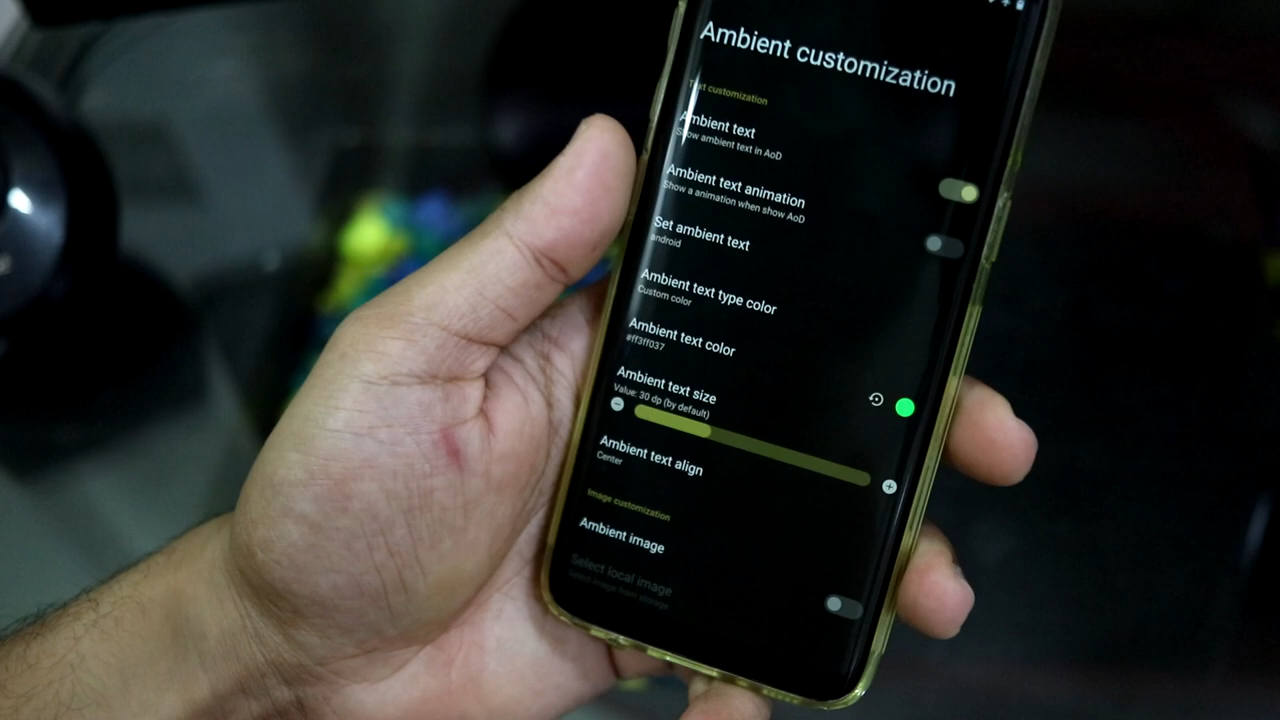 Ambient customization
Text customization
Ambient text
Show ambient text in AoD
Ambient text animation
Show a animation when show AoD
Set ambient text
android
Ambient text type color
Custom color
Ambient text color
#ff3ff037
Ambient text size
Value: 30 dp (by default)
Ambient text align
Center
Image customization
Ambient image
Select local image
Select image from storage